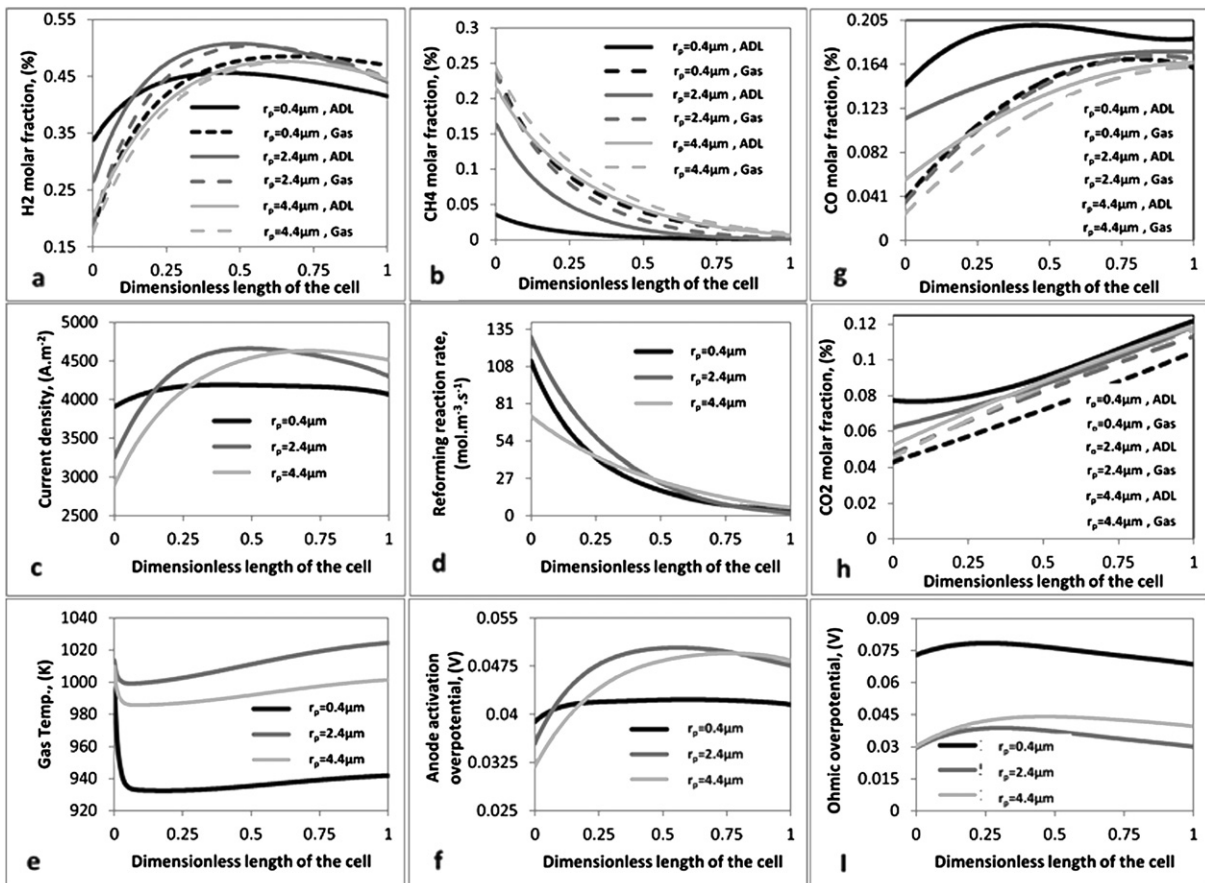 H2 molar fraction, (%)
0.55
0.45
0.35
0.25
0.15
rp=0.4μm , ADL
rp=0.4μm , Gas
rp=2.4μm , ADL
rp=2.4μm , Gas
rp=4.4μm , ADL
rp=4.4μm , Gas
0 0.25 0.5 0.75 1
a Dimensionless length of the cell
CH4 molar fraction, (%)
0.3
0.25
0.2
0.15
0.1
0.05
0
rp=0.4μm , ADL
rp=0.4μm , Gas
rp=2.4μm , ADL
rp=2.4μm , Gas
rp=4.4μm , ADL
rp=4.4μm , Gas
0 0.25 0.5 0.75 1
b Dimensionless length of the cell
CO molar fraction, (%)
0.205
0.164
0.123
0.082
0.041
0
rp=0.4μm , ADL
rp=0.4μm , Gas
rp=2.4μm , ADL
rp=2.4μm , Gas
rp=4.4μm , ADL
rp=4.4μm , Gas
0 0.25 0.5 0.75 1
g Dimensionless length of the cell
Current density, (A.m-2)
5000
4500
4000
3500
3000
2500
rp=0.4μm
rp=2.4μm
rp=4.4μm
0 0.25 0.5 0.75 1
c Dimensionless length of the cell
Reforming reaction rate,
(mol.m-3.s-1)
135
108
81
54
27
0
rp=0.4μm
rp=2.4μm
rp=4.4μm
0 0.25 0.5 0.75 1
d Dimensionless length of the cell
CO2 molar fraction, (%)
0.12
0.1
0.08
0.06
0.04
0.02
0
rp=0.4μm , ADL
rp=0.4μm , Gas
rp=2.4μm , ADL
rp=2.4μm , Gas
rp=4.4μm , ADL
rp=4.4μm , Gas
0 0.25 0.5 0.75 1
h Dimensionless length of the cell
Gas Temp., (K)
1040
1020
1000
980
960
940
920
rp=0.4μm
rp=2.4μm
rp=4.4μm
0 0.25 0.5 0.75 1
e Dimensionless length of the cell
Anode activation
overpotential, (V)
0.055
0.0475
0.04
0.0325
0.025
rp=0.4μm
rp=2.4μm
rp=4.4μm
0 0.25 0.5 0.75 1
f Dimensionless length of the cell
Ohmic overpotential, (V)
0.09
0.075
0.06
0.045
0.03
0.015
0
rp=0.4μm
rp=2.4μm
rp=4.4μm
0 0.25 0.5 0.75 1
I Dimensionless length of the cell